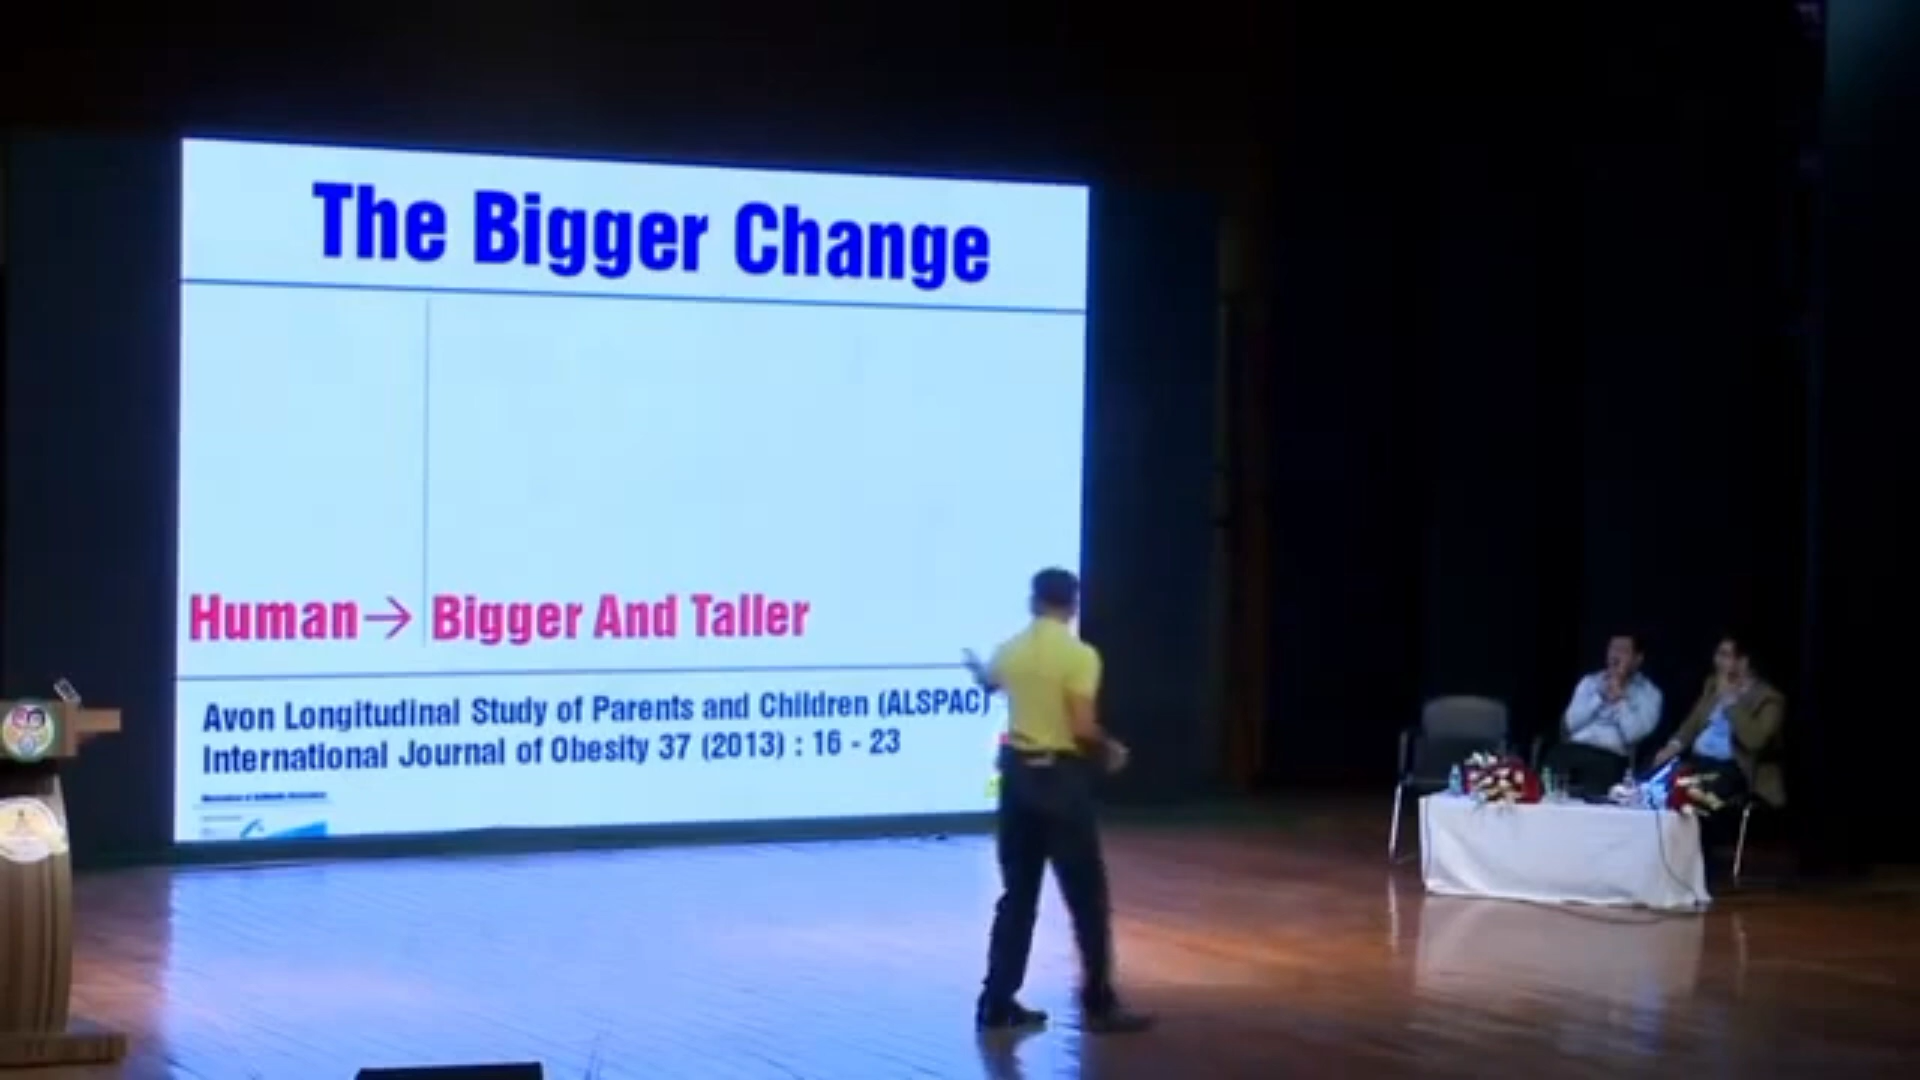 The Bigger Change
Human→ Bigger And Taller
Avon Longitudinal Study of Parents and Children (ALSPAC)
International Journal of Obesity 37 (2013) : 16 - 23